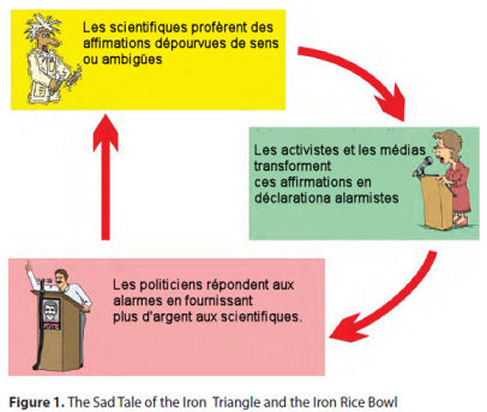 Les scientifiques profèrent des
affimations dépourvues de sens
ou ambigües
Les activistes et les médias
transforment
ces affirmations en
déclarationa alarmistes
Les politiciens répondent aux
alarmes en fournissant
plus d'argent aux scientifiques.
VOTE
Figure 1. The Sad Tale of the Iron Triangle and the Iron Rice Bowl